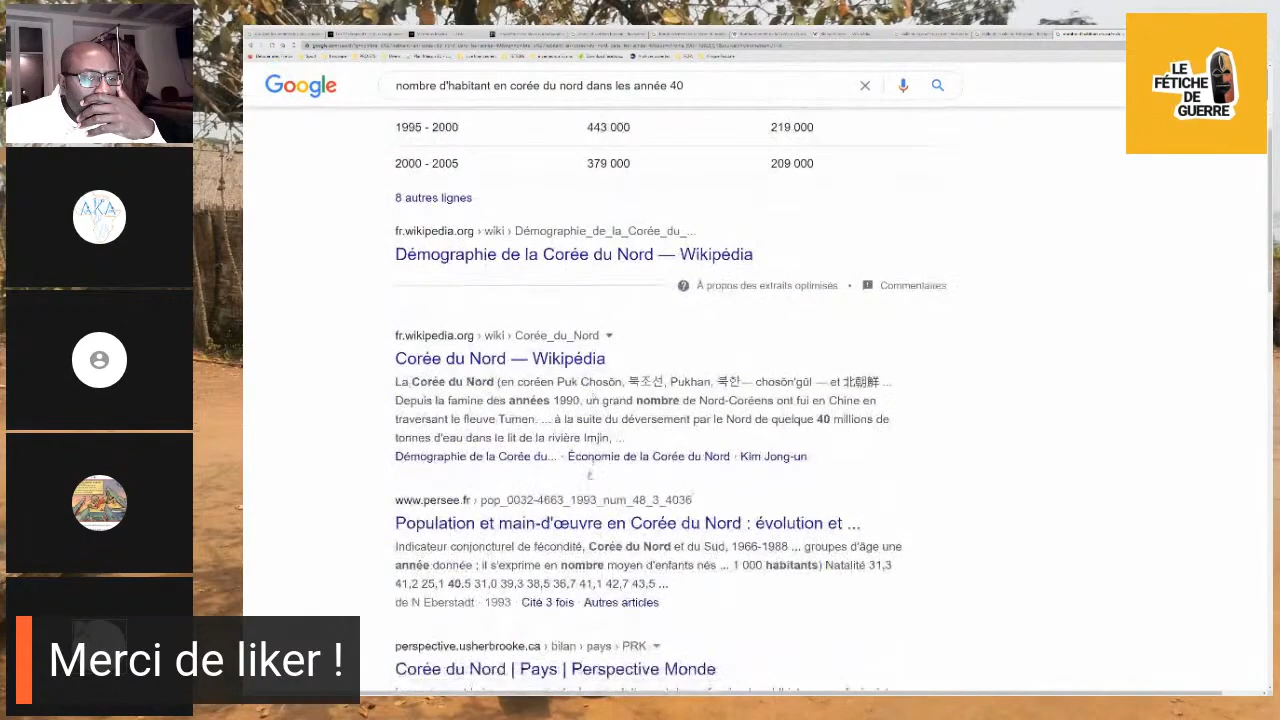 Google
nombre d'habitant en corée du nord dans les année 40
LE
FÉTICHE
DE
GUERRE
1995 - 2000 443 000 219 000
2000 - 2005 379 000 209 000
8 autres lignes
fr.wikipedia.org › wiki › Démographie_de_la_Corée_du_...
Démographie de la Corée du Nord — Wikipédia
À propos des extraits optimisés • Commentaires
fr.wikipedia.org › wiki › Corée_du_Nord
Corée du Nord — Wikipédia
La Corée du Nord (en coréen Puk Chosŏn, 북조선, Pukhan, 북한— chosŏn'gŭl — et 北朝鮮 ...
Depuis la famine des années 1990, un grand nombre de Nord-Coréens ont fui en Chine en
traversant le fleuve Tumen. ... à la suite du déversement par le Nord de quelque 40 millions de
tonnes d'eau dans le lit de la rivière Imjin, ...
Démographie de la Corée du... · Économie de la Corée du Nord · Kim Jong-un
www.persee.fr › pop_0032-4663_1993_num_48_3_4036
Population et main-d'œuvre en Corée du Nord : évolution et ...
Indicateur conjoncturel de fécondité, Corée du Nord et du Sud, 1966-1988 ... groupes d'âge une
année donnée ; il s'exprime en nombre moyen d'enfants nés ... 1 000 habitants) Natalité 31,3
41,2 25,1 40,5 31,0 39,3 38,5 36,7 41,1 42,7 43,5 ...
de N Eberstadt · 1993 · Cité 3 fois · Autres articles
perspective.usherbrooke.ca › bilan › pays › PRK
Corée du Nord | Pays | Perspective Monde
AKA
Merci de liker !